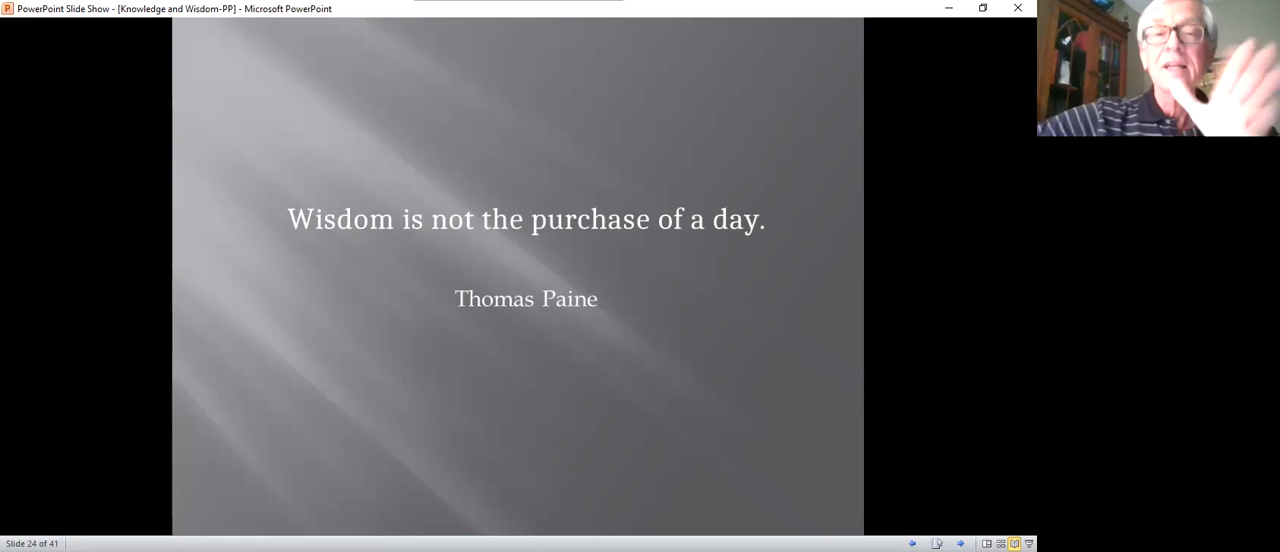 PowerPoint Slide Show - [Knowledge and Wisdom-PP] - Microsoft PowerPoint
Wisdom is not the purchase of a day.
Thomas Paine
Slide 24 of 41